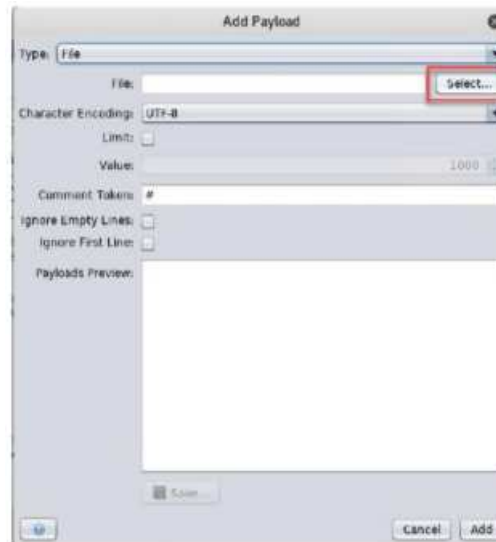 Add Payload
Type: File
File: Select...
Character Encoding: UTF-8
Limit:
Value: 1000
Comment Token: #
Ignore Empty Lines:
Ignore First Line:
Payloads Preview:
Save...
Cancel Add